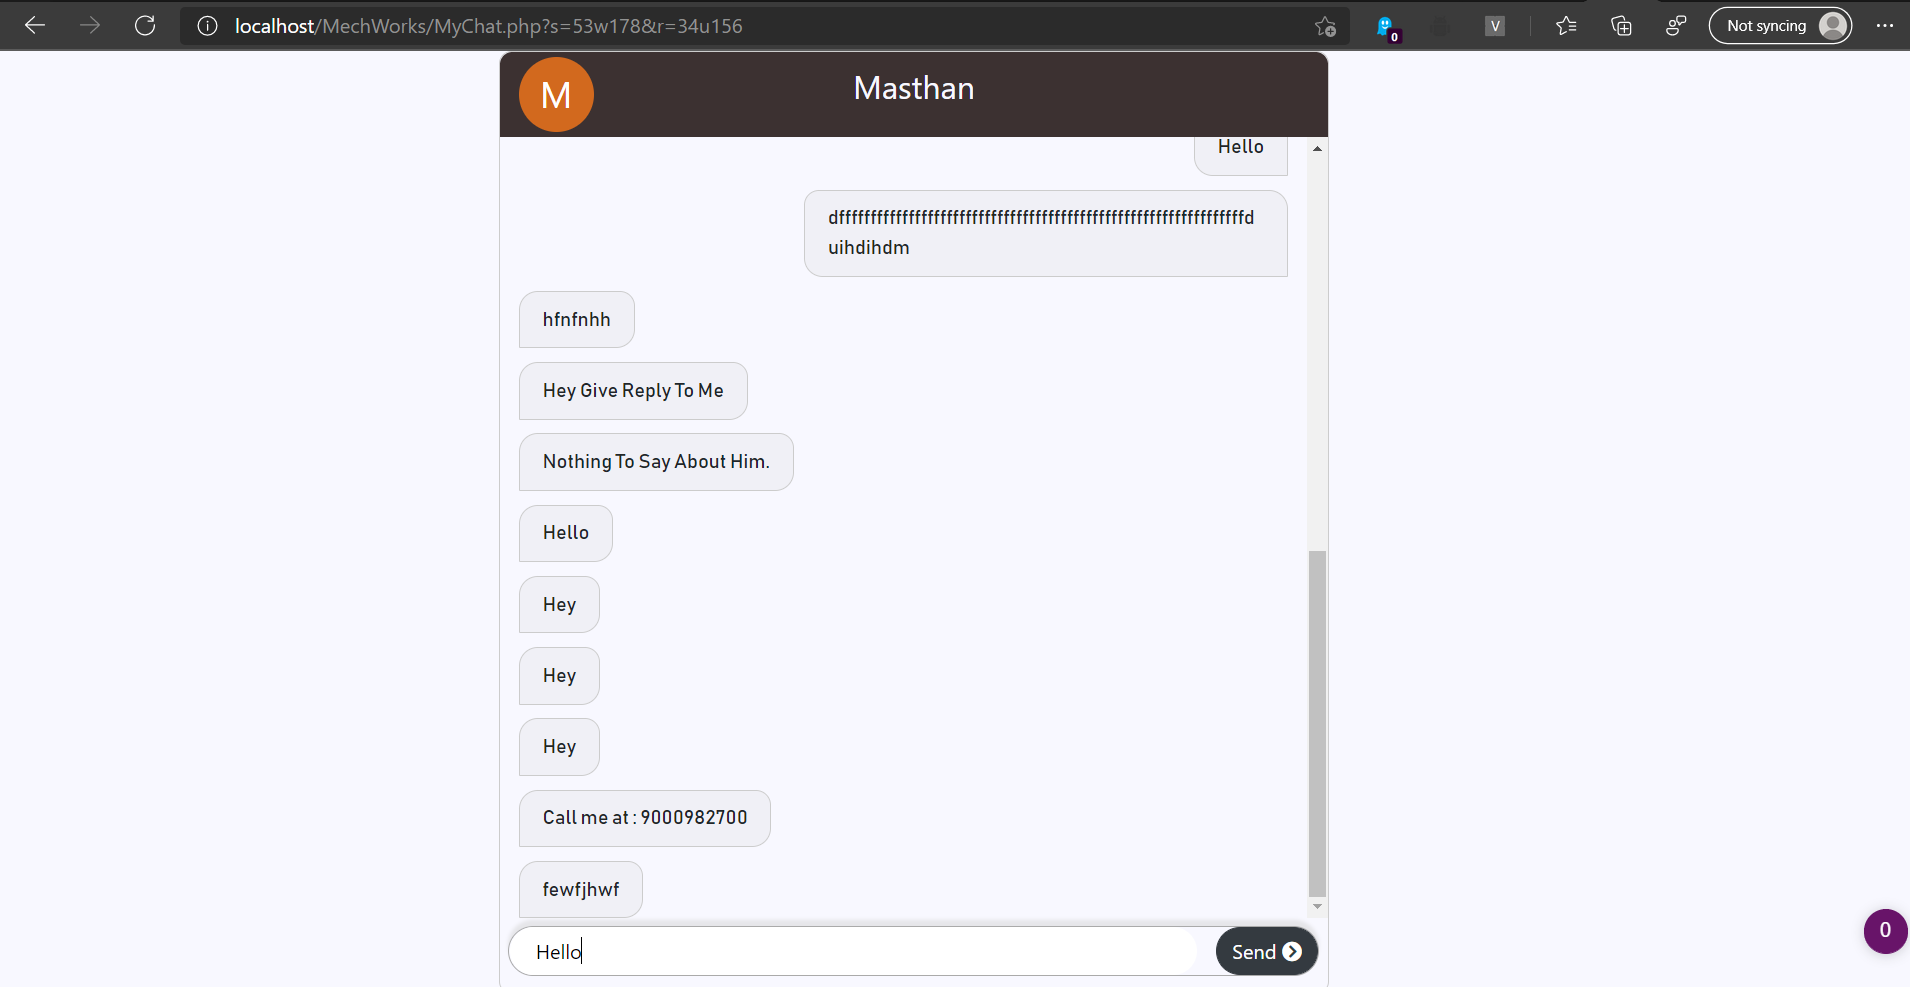 localhost/MechWorks/MyChat.php?s=53w178&r=34u156
0
V
Not syncing
M
Masthan
Hello
uihdihdm
hfnfnhh
Hey Give Reply To Me
Nothing To Say About Him.
Hello
Hey
Hey
Hey
Call me at : 9000982700
fewfjhwf
Hello
Send
0